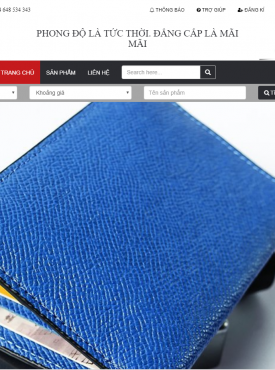 648 534 343 THÔNG BÁO TRỢ GIÚP ĐĂNG KÍ
PHONG ĐỘ LÀ TỨC THỜI. ĐẲNG CẤP LÀ MÃI
MÃI
TRANG CHỦ SẢN PHẨM LIÊN HỆ Search here...
Khoảng giá Tên sản phẩm